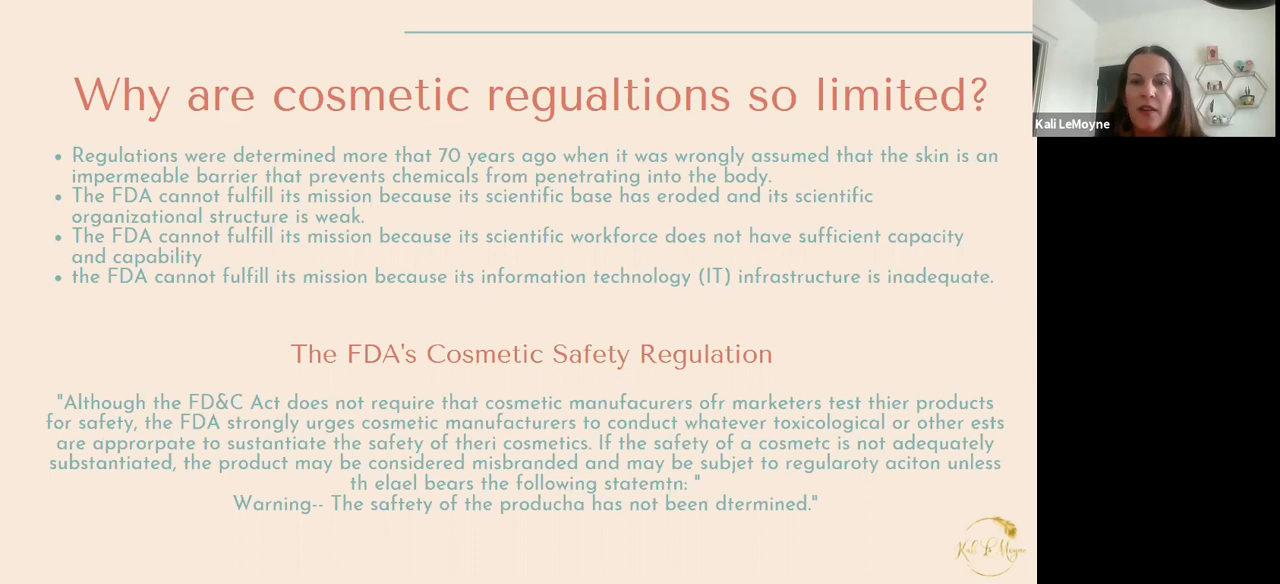 Why are cosmetic regualtions so limited?
Kali LeMoyne
• Regulations were determined more that 70 years ago when it was wrongly assumed that the skin is an
impermeable barrier that prevents chemicals from penetrating into the body.
• The FDA cannot fulfill its mission because its scientific base has eroded and its scientific
organizational structure is weak.
• The FDA cannot fulfill its mission because its scientific workforce does not have sufficient capacity
and capability
• the FDA cannot fulfill its mission because its information technology (IT) infrastructure is inadequate.
The FDA's Cosmetic Safety Regulation
"Although the FD&C Act does not require that cosmetic manufacurers ofr marketers test thier products
for safety, the FDA strongly urges cosmetic manufacturers to conduct whatever toxicological or other ests
are approrpate to sustantiate the safety of theri cosmetics. If the safety of a cosmetc is not adequately
substantiated, the product may be considered misbranded and may be subjet to regularoty aciton unless
th elael bears the following statemtn: "
Warning-- The saftety of the producha has not been dtermined."
Kali Le Moyne